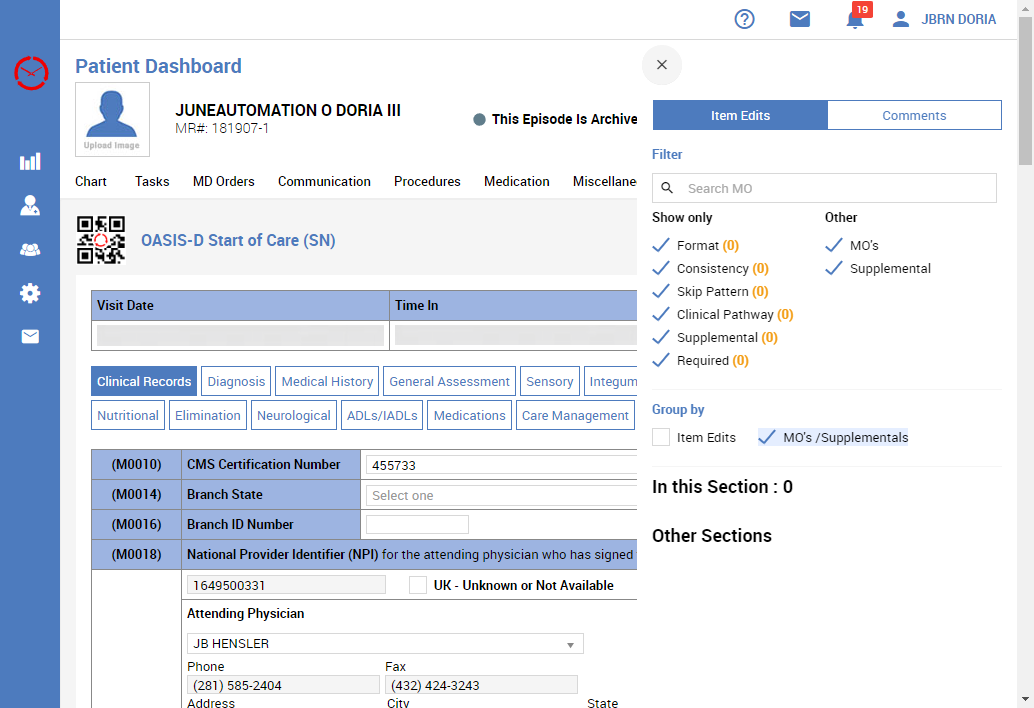 19
JBRN DORIA
Patient Dashboard
Upload Image
JUNEAUTOMATION O DORIA III
MR#: 181907-1
This Episode Is Archive
Chart Tasks MD Orders Communication Procedures Medication Miscellane
OASIS-D Start of Care (SN)
Visit Date Time In
Clinical Records Diagnosis Medical History General Assessment Sensory Integum
Nutritional Elimination Neurological ADLs/IADLs Medications Care Management
(M0010) CMS Certification Number 455733
(M0014) Branch State Select one
(M0016) Branch ID Number
(M0018) National Provider Identifier (NPI) for the attending physician who has signed
1649500331 UK - Unknown or Not Available
Attending Physician
JB HENSLER
Phone Fax
(281) 585-2404 (432) 424-3243
Address City State
Item Edits Comments
Filter
Search MO
Show only Other
Format (0) MO's
Consistency (0) Supplemental
Skip Pattern (0)
Clinical Pathway (0)
Supplemental (0)
Required (0)
Group by
Item Edits MO's /Supplementals
In this Section : 0
Other Sections